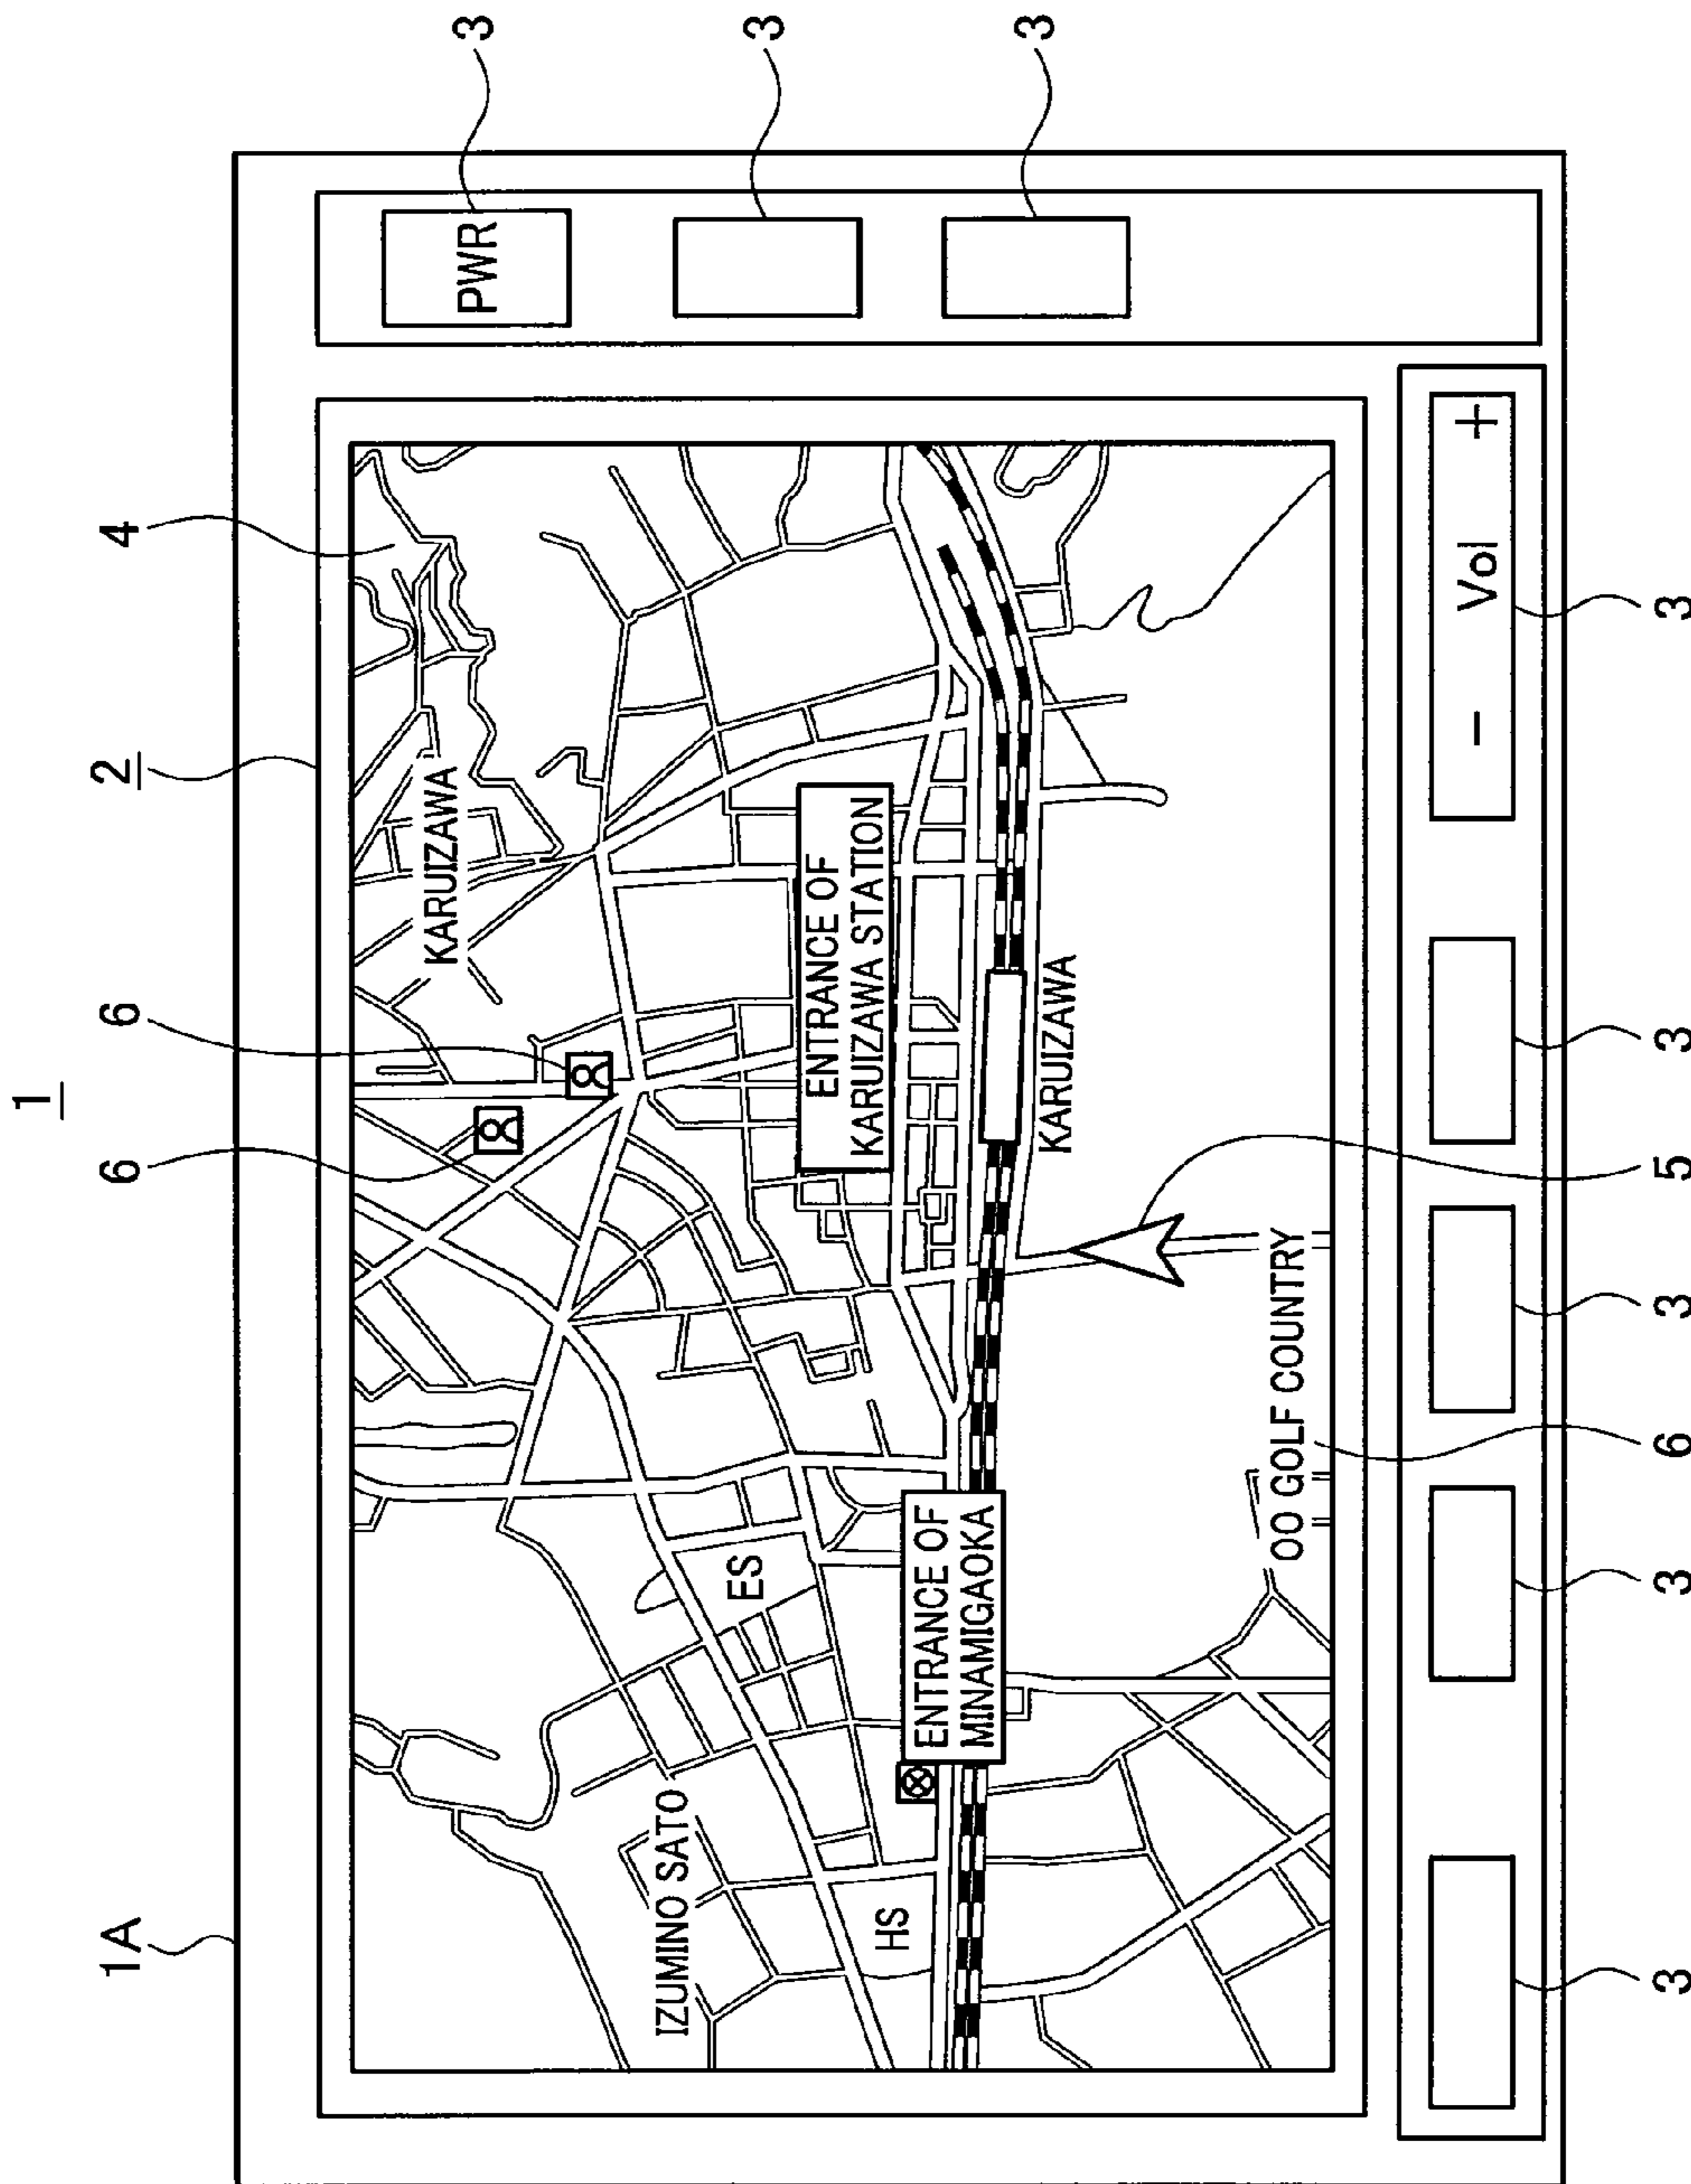 1
1A 6 6 2 4
KARUIZAWA
PWR
3
IZUMINO SATO
3
ES
ENTRANCE OF
KARUIZAWA STATION
HS
ENTRANCE OF
MINAMIGAOKA
3
KARUIZAWA
OO GOLF COUNTRY
− Vol +
3 3 6 3 5 3 3